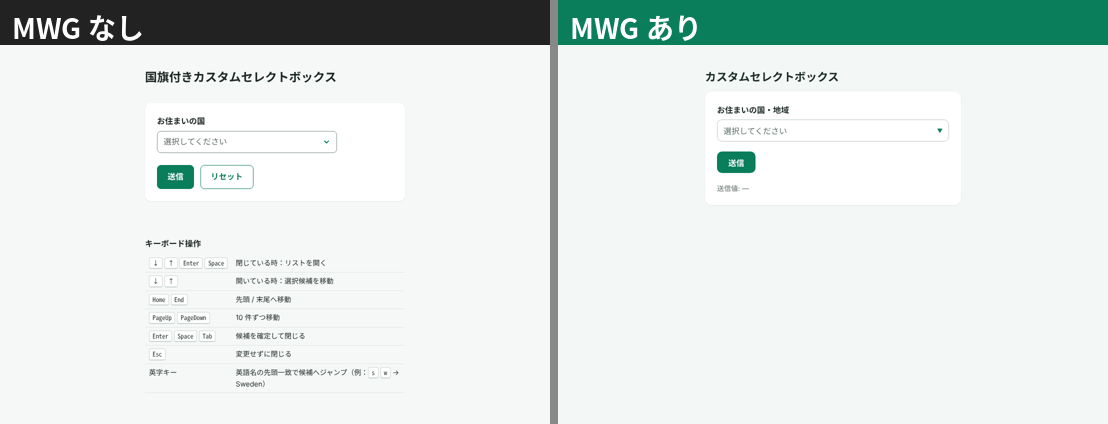 MWG なし
国旗付きカスタムセレクトボックス
お住まいの国
選択してください
送信 リセット
キーボード操作
↓ ↑ Enter Space 閉じている時：リストを開く
↓ ↑ 開いている時：選択候補を移動
Home End 先頭 / 末尾へ移動
PageUp PageDown 10 件ずつ移動
Enter Space Tab 候補を確定して閉じる
Esc 変更せずに閉じる
英字キー 英語名の先頭一致で候補へジャンプ（例：S W →
Sweden）
MWG あり
カスタムセレクトボックス
お住まいの国・地域
選択してください
送信
送信値: —